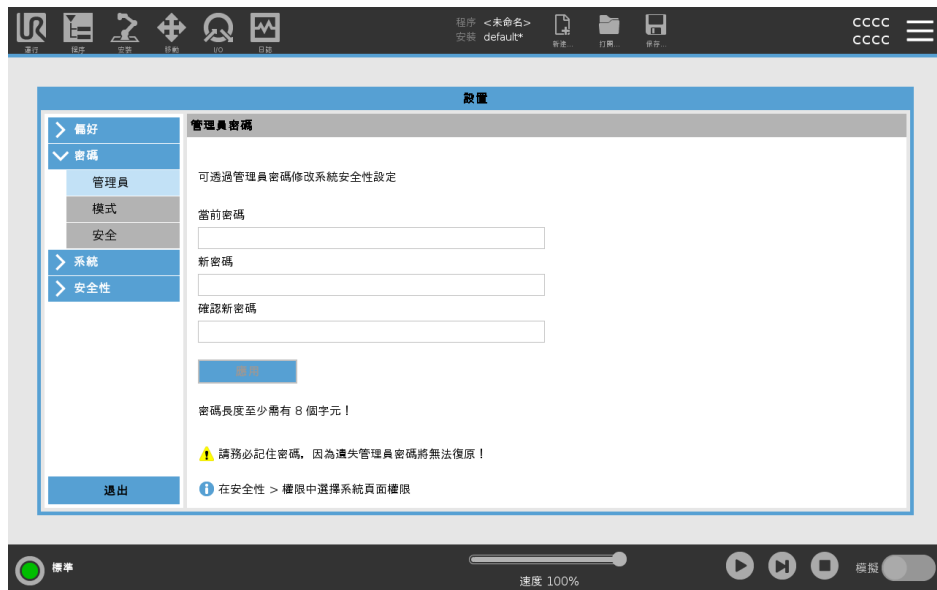 程序 <未命名>
安裝 default*
運行 程序 安裝 移動 I/O 日誌 新建... 打開... 保存...
CCCC
CCCC
設置
偏好
密碼
管理員
模式
安全
系統
安全性
退出
管理員密碼
可透過管理員密碼修改系統安全性設定
當前密碼
新密碼
確認新密碼
應用
密碼長度至少需有 8 個字元！
請務必記住密碼，因為遺失管理員密碼將無法復原！
在安全性 > 權限中選擇系統頁面權限
標準
速度 100%
模擬